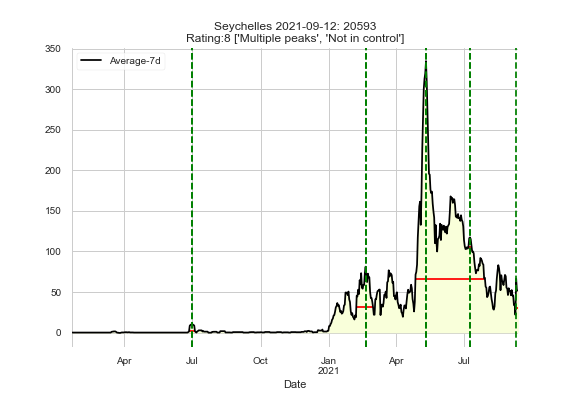 Seychelles 2021-09-12: 20593
Rating:8 ['Multiple peaks', 'Not in control']
350
300
250
200
150
100
50
0
Average-7d
Apr
Jul
Oct
Jan
2021
Apr
Jul
Date